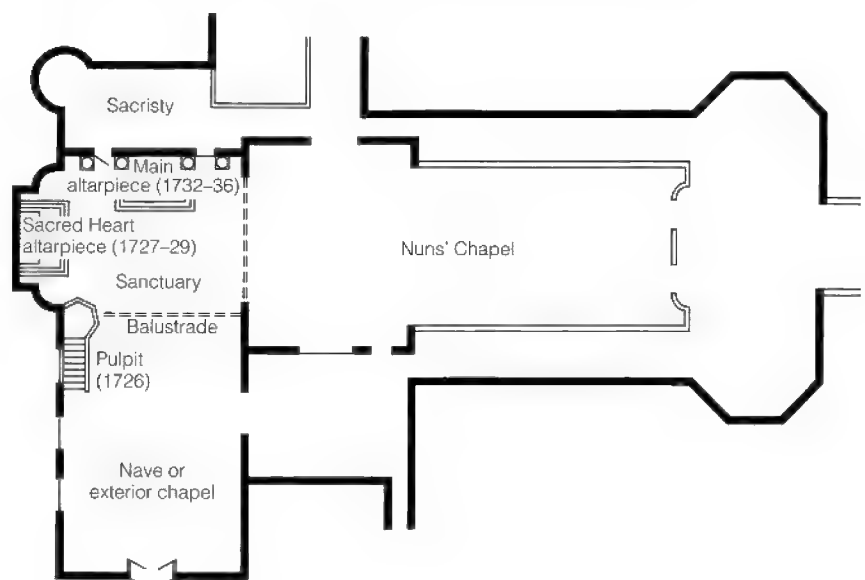 Sacristy
Main
altarpiece (1732–36)
Sacred Heart
altarpiece (1727–29)
Nuns' Chapel
Sanctuary
Balustrade
Pulpit
(1726)
Nave or
exterior chapel